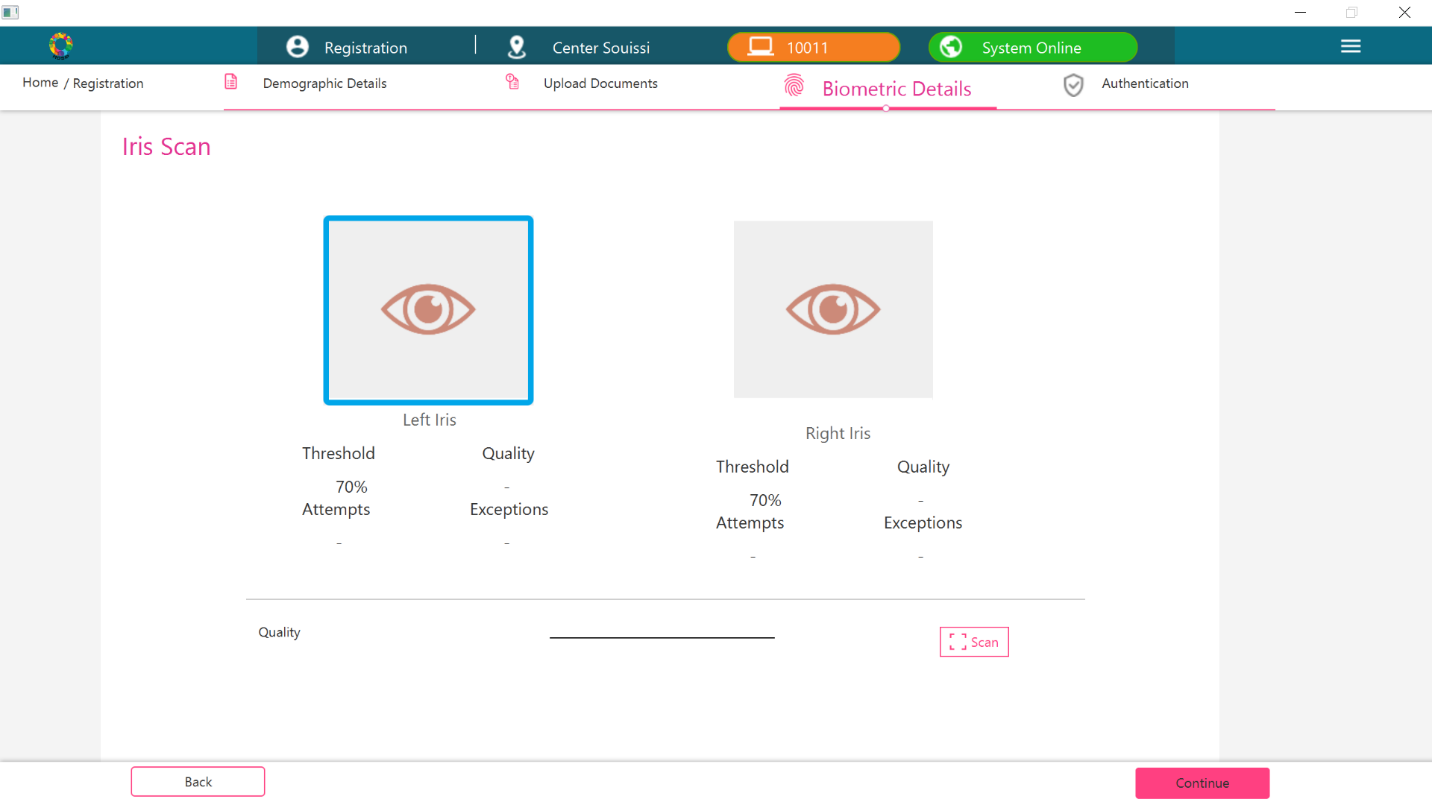 Registration
Center Souissi
10011
System Online
Home / Registration
Demographic Details
Upload Documents
Biometric Details
Authentication
Iris Scan
Left Iris
Threshold Quality
70% -
Attempts Exceptions
- -
Right Iris
Threshold Quality
70% -
Attempts Exceptions
- -
Quality
Scan
Back
Continue